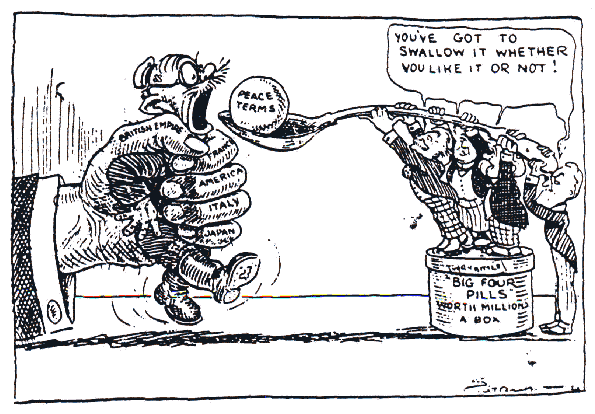 YOU'VE GOT TO
SWALLOW IT WHETHER
YOU LIKE IT OR NOT!
PEACE
TERMS
BRITISH EMPIRE
FRANCE
AMERICA
ITALY
JAPAN
"BIG FOUR
PILLS"
WORTH MILLIONS
A BOX